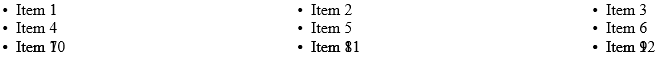 • Item 1 • Item 2 • Item 3
• Item 4 • Item 5 • Item 6
• Item • Item • Item